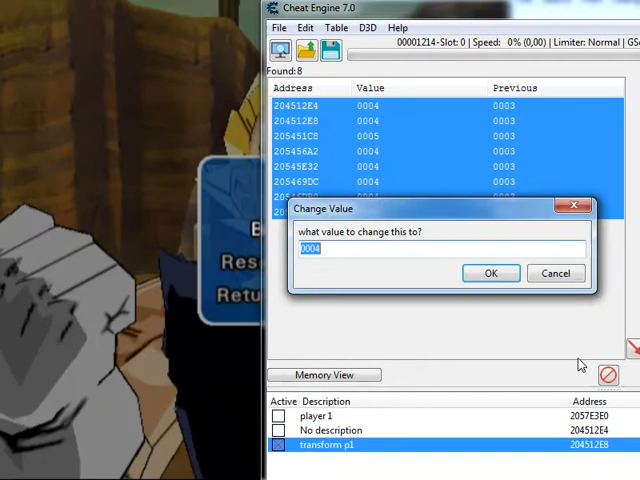 Cheat Engine 7.0
File Edit Table D3D Help
00001214-Slot: 0 | Speed: 0% (0,00) | Limiter: Normal | GS
Found: 8
Address Value Previous
204512E4 0004 0003
204512E8 0004 0003
205451C8 0005 0003
205456A2 0004 0003
20545E32 0004 0003
205469DC 0004 0003
Change Value
what value to change this to?
0004
OK Cancel
Res
Retu
Memory View
Active Description Address
player 1 2057E3E0
No description 204512E4
transform p1 204512E8